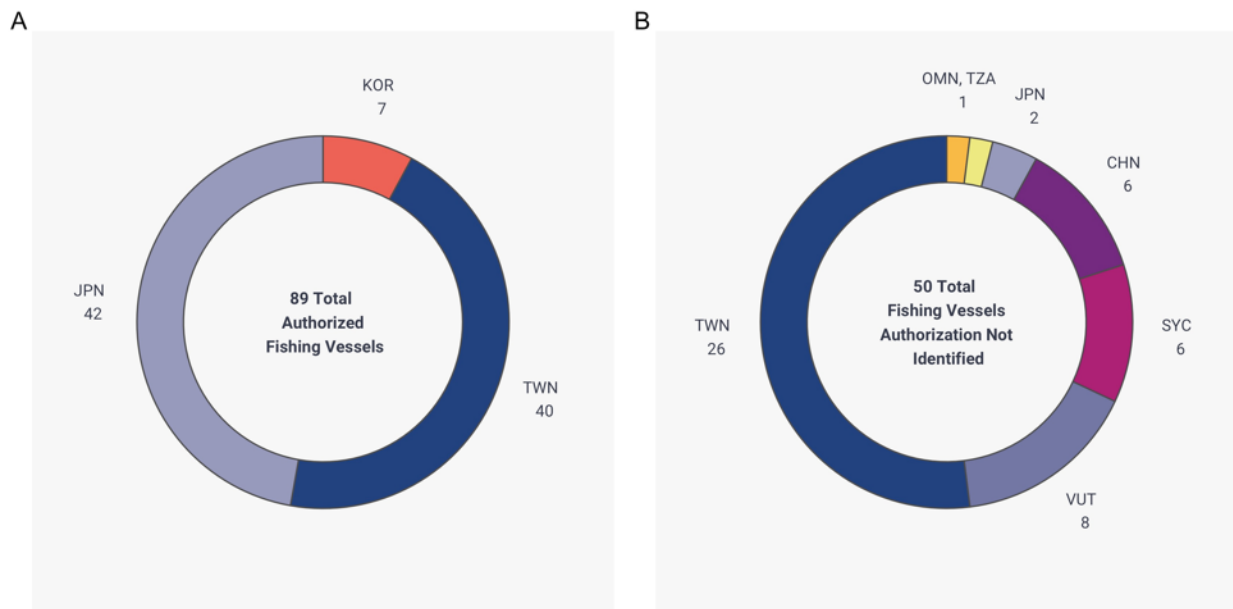 A
KOR
7
JPN
42
89 Total
Authorized
Fishing Vessels
TWN
40
B
OMN, TZA
1
JPN
2
CHN
6
TWN
26
50 Total
Fishing Vessels
Authorization Not
Identified
SYC
6
VUT
8